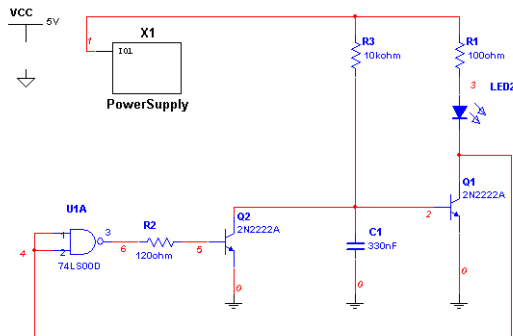 VCC
5V
X1
IO1
1
PowerSupply
R3
10kohm
R1
100ohm
3
LED2
Q1
2N2222A
2
Q2
2N2222A
U1A
1
2
3
4
74LS00D
6
R2
120ohm
5
C1
330nF
0
0
0